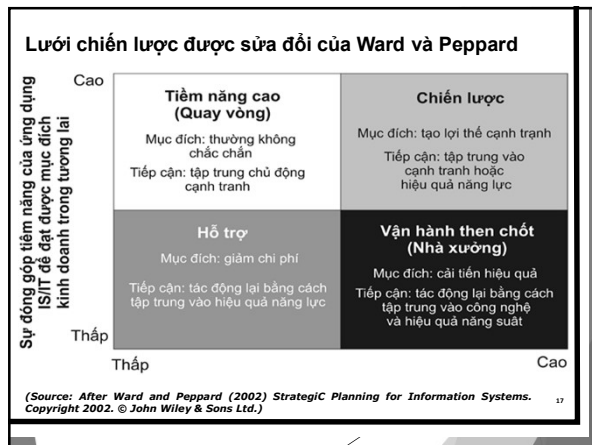 Lưới chiến lược được sửa đổi của Ward và Peppard
Sự đóng góp tiềm năng của ứng dụng
IS/IT để đạt được mục đích
kinh doanh trong tương lai
Cao
Tiềm năng cao
(Quay vòng)
Mục đích: thường không
chắc chắn
Tiếp cận: tập trung chủ động
cạnh tranh
Chiến lược
Mục đích: tạo lợi thế cạnh trạnh
Tiếp cận: tập trung vào
cạnh tranh hoặc
hiệu quả năng lực
Hỗ trợ
Mục đích: giảm chi phí
Tiếp cận: tác động lại bằng cách
tập trung vào hiệu quả năng lực
Vận hành then chốt
(Nhà xưởng)
Mục đích: cải tiến hiệu quả
Tiếp cận: tác động lại bằng cách
tập trung vào công nghệ
và hiệu quả năng suât
Thấp
Thấp
Cao
(Source: After Ward and Peppard (2002) StrategiC Planning for Information Systems.
Copyright 2002. © John Wiley & Sons Ltd.)
17